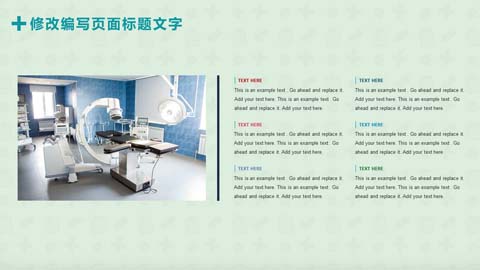 修改编写页面标题文字
TEXT HERE
This is an example text . Go ahead and replace it.
Add your text here. This is an example text . Go
ahead and replace it. Add your text here.
TEXT HERE
This is an example text . Go ahead and replace it.
Add your text here. This is an example text . Go
ahead and replace it. Add your text here.
TEXT HERE
This is an example text . Go ahead and replace it.
Add your text here. This is an example text . Go
ahead and replace it. Add your text here.
TEXT HERE
This is an example text . Go ahead and replace it.
Add your text here. This is an example text . Go
ahead and replace it. Add your text here.
TEXT HERE
This is an example text . Go ahead and replace it.
Add your text here. This is an example text . Go
ahead and replace it. Add your text here.
TEXT HERE
This is an example text . Go ahead and replace it.
Add your text here. This is an example text . Go
ahead and replace it. Add your text here.